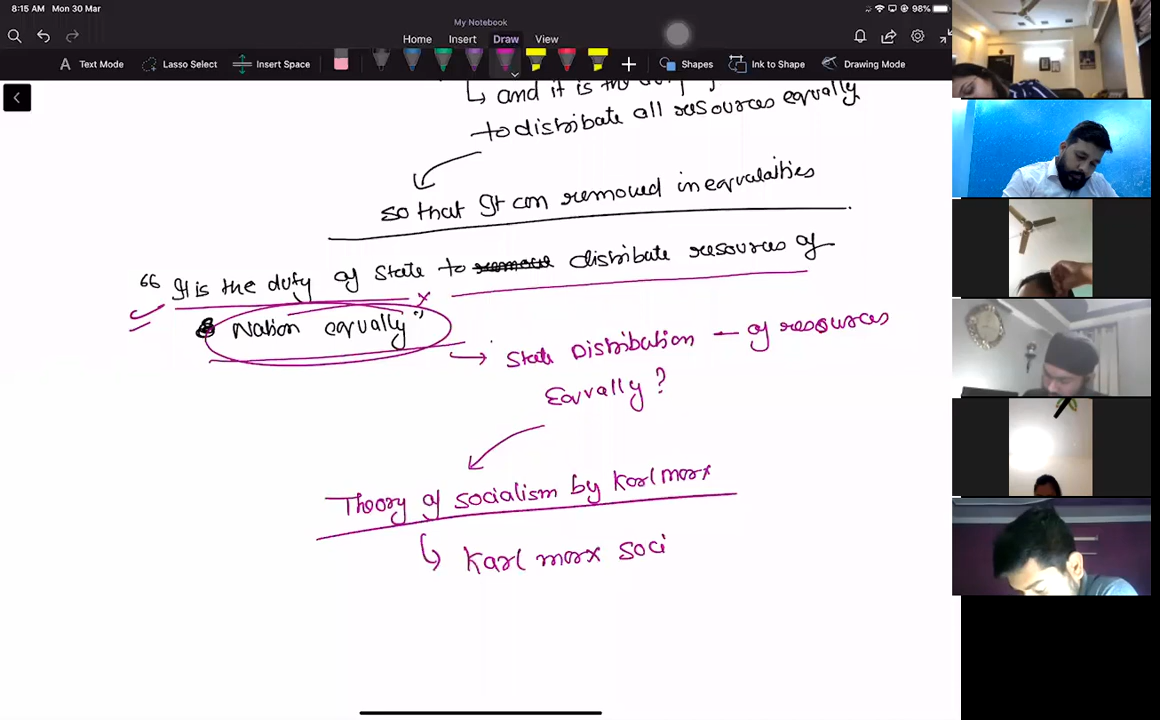 8:15 AM Mon 30 Mar
98%
My Notebook
Home Insert Draw View
Text Mode Lasso Select Insert Space Shapes Ink to Shape Drawing Mode
↳ and it is the
to distribute all resources equally
so that It can removed inequalaities
“ It is the duty of State to distribute resources of
Nation equally”
→ State Distribution - of resources
Equally?
Theory of socialism by Karl marx
↳ Karl marx soci